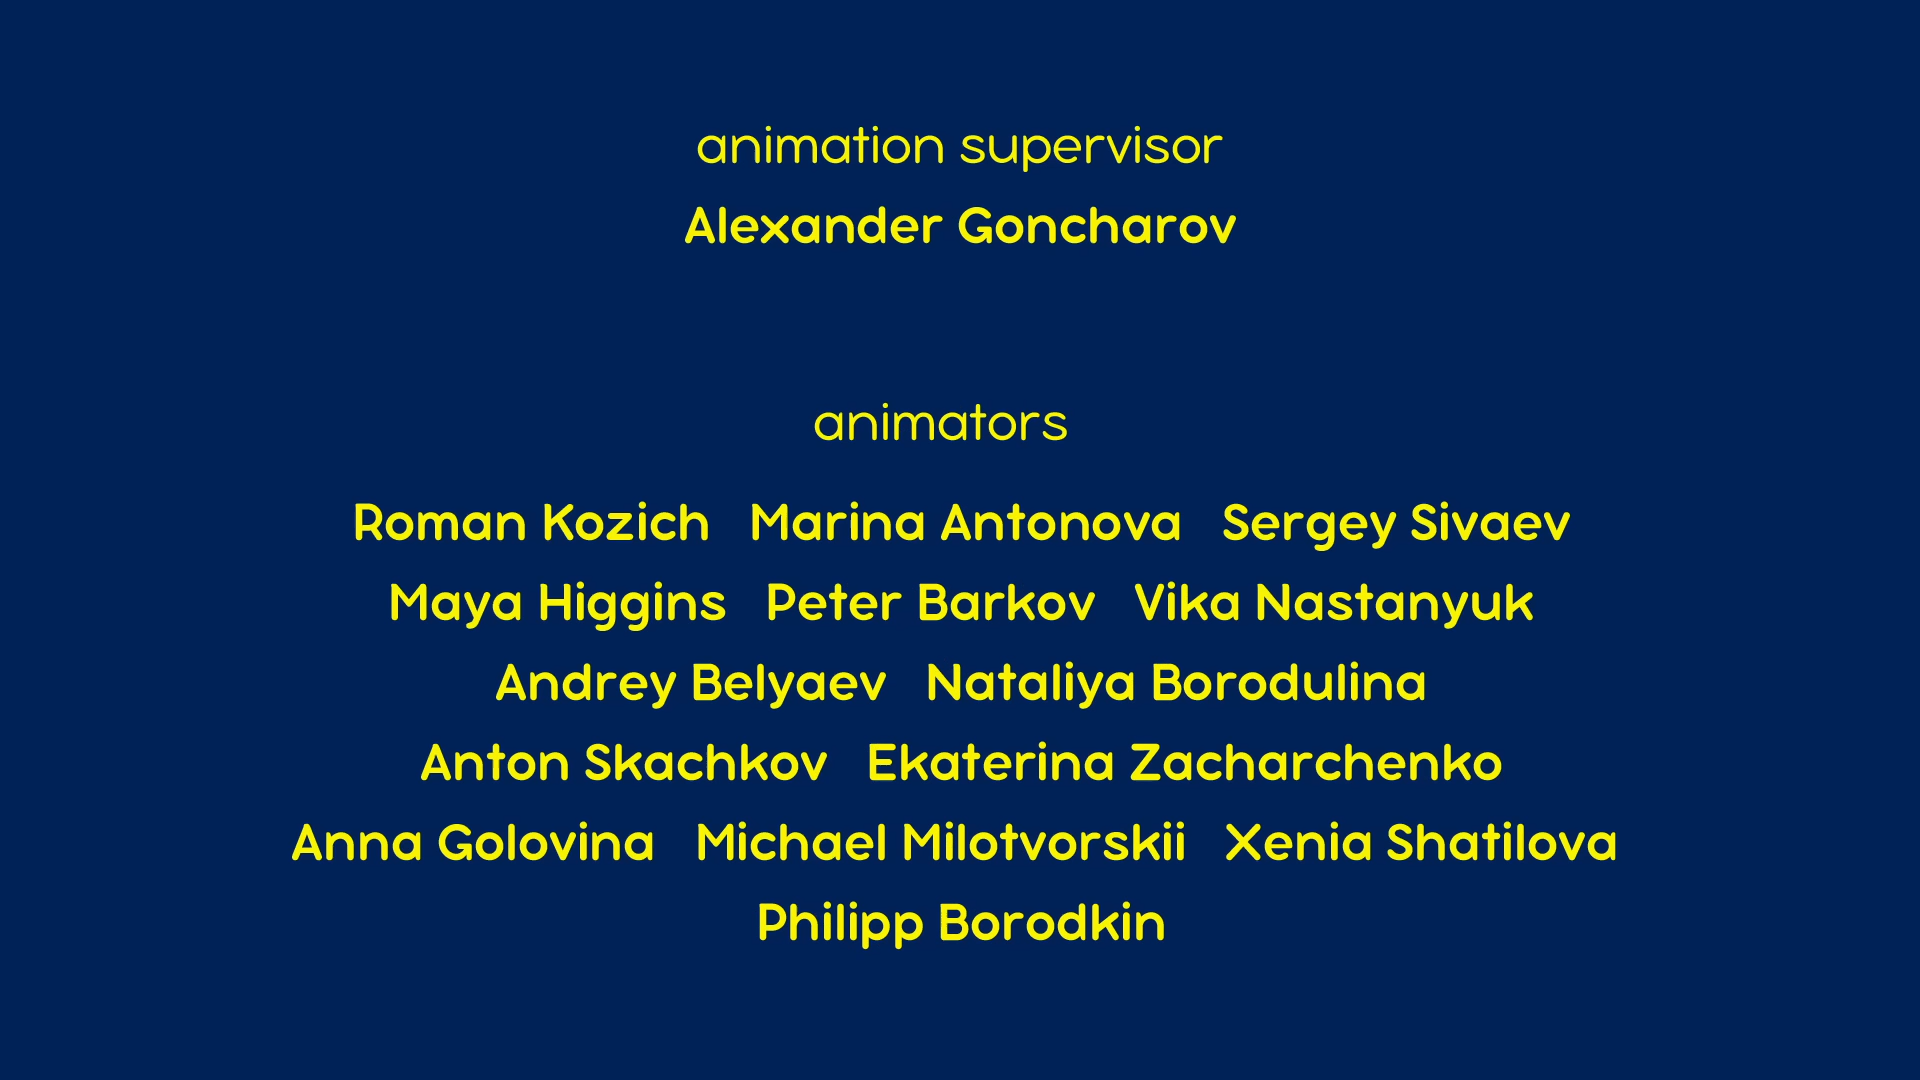 animation supervisor
Alexander Goncharov
animators
Roman Kozich Marina Antonova Sergey Sivaev
Maya Higgins Peter Barkov Vika Nastanyuk
Andrey Belyaev Nataliya Borodulina
Anton Skachkov Ekaterina Zacharchenko
Anna Golovina Michael Milotvorskii Xenia Shatilova
Philipp Borodkin